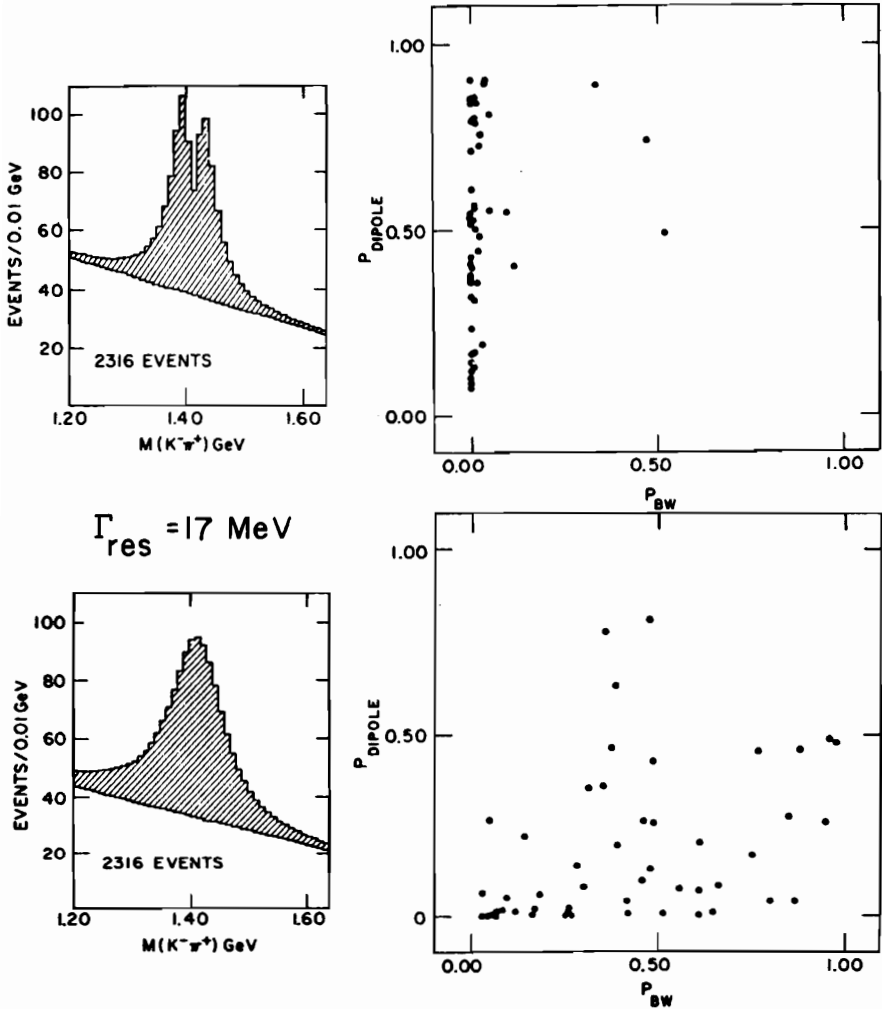 EVENTS/0.01 GeV
100
80
60
40
20
2316 EVENTS
1.20
1.40
1.60
M(K⁻π⁺) GeV
P_DIPOLE
1.00
0.50
0.00
0.00
0.50
1.00
P_BW
Γ_res = 17 MeV
EVENTS/0.01 GeV
100
80
60
40
20
2316 EVENTS
1.20
1.40
1.60
M(K⁻π⁺) GeV
P_DIPOLE
1.00
0.50
0
0.00
0.50
1.00
P_BW